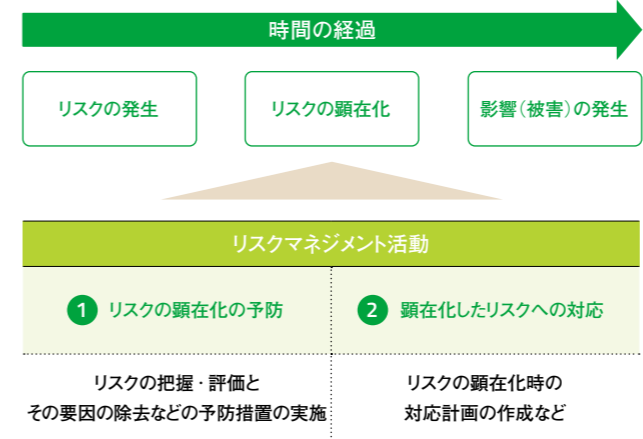 時間の経過
リスクの発生
リスクの顕在化
影響（被害）の発生
リスクマネジメント活動
1 リスクの顕在化の予防
2 顕在化したリスクへの対応
リスクの把握・評価と
その要因の除去などの予防措置の実施
リスクの顕在化時の
対応計画の作成など